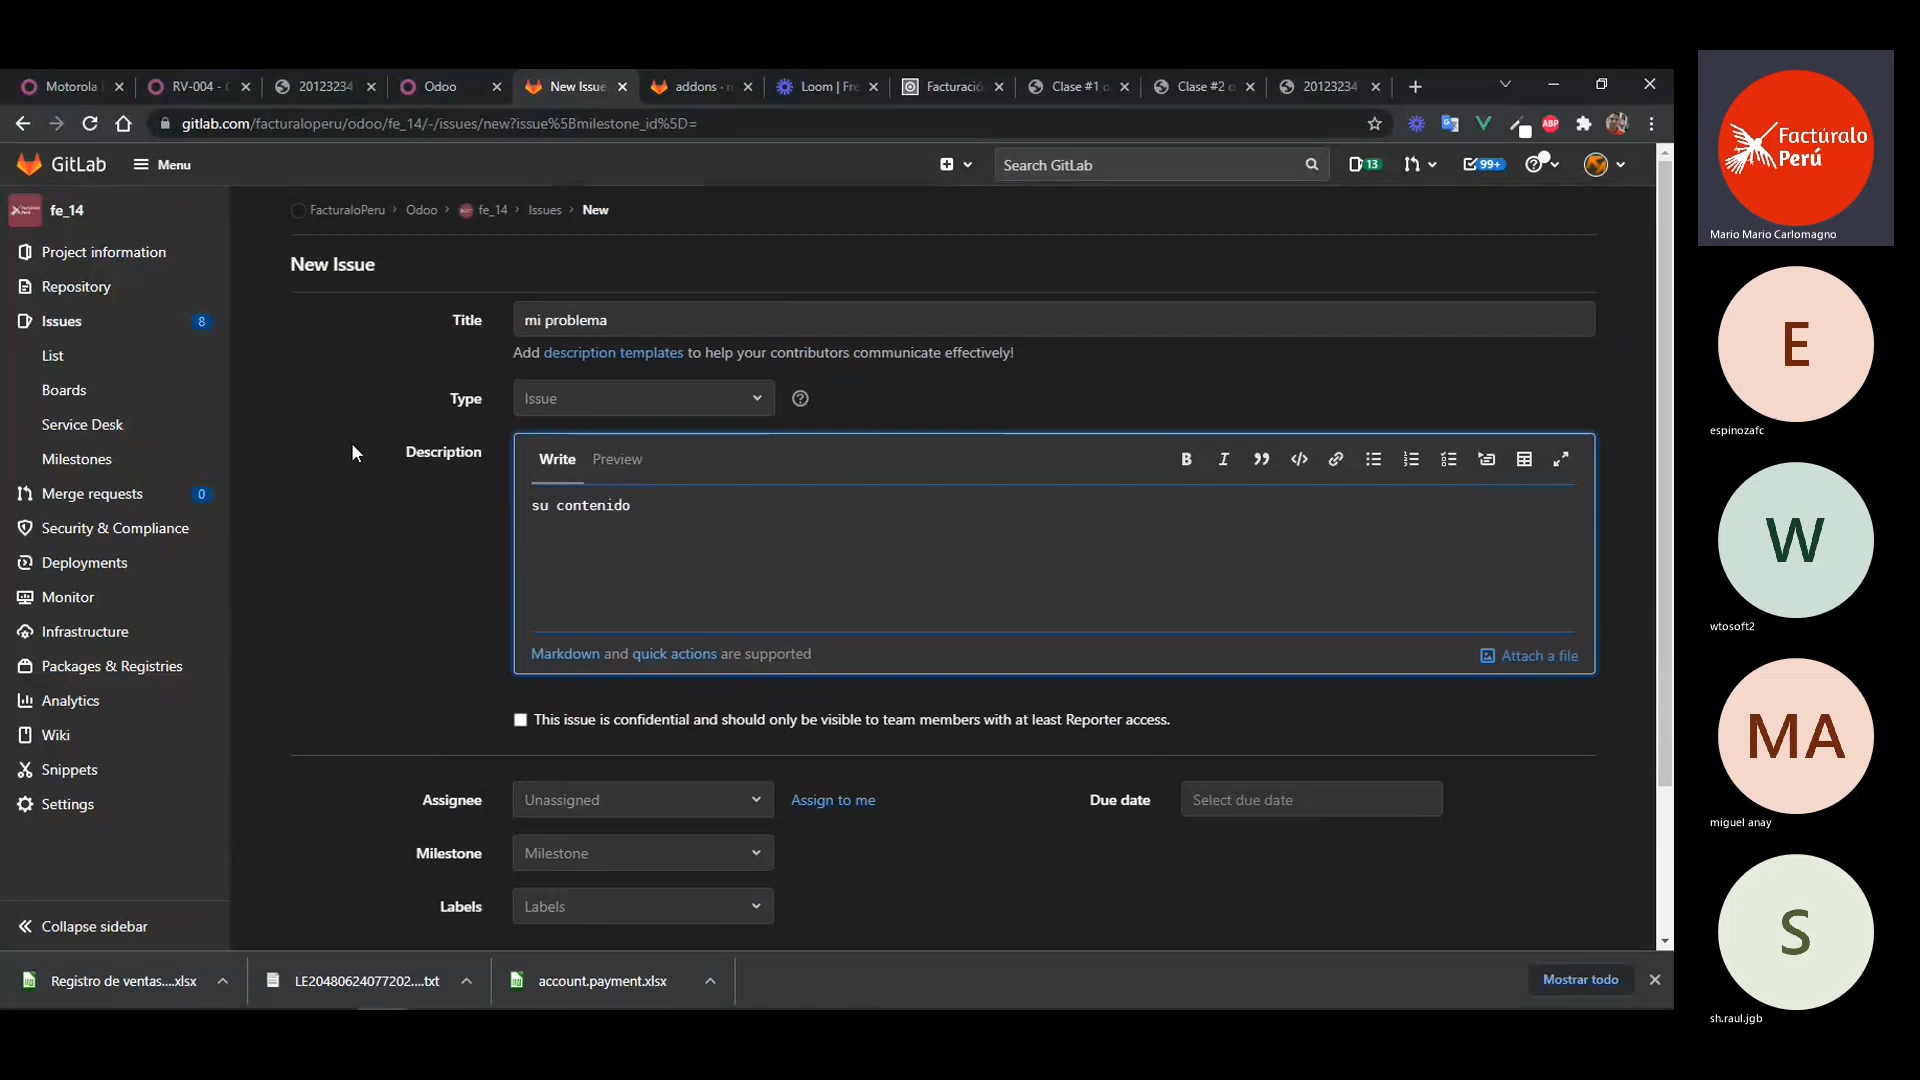 Motorola
RV-004 - C
20123234
Odoo
New Issue
addons · n
Loom | Fre
Facturació
Clase #1 o
Clase #2 o
20123234
gitlab.com/facturaloperu/odoo/fe_14/-/issues/new?issue%5Bmilestone_id%5D=
ABP
GitLab
Menu
Search GitLab
13
99+
fe_14
Project information
Repository
Issues
8
List
Boards
Service Desk
Milestones
Merge requests
0
Security & Compliance
Deployments
Monitor
Infrastructure
Packages & Registries
Analytics
Wiki
Snippets
Settings
Collapse sidebar
FacturaloPeru › Odoo › fe_14 › Issues › New
New Issue
Title
mi problema
Add description templates to help your contributors communicate effectively!
Type
Issue
Description
Write
Preview
su contenido
Markdown and quick actions are supported
Attach a file
This issue is confidential and should only be visible to team members with at least Reporter access.
Assignee
Unassigned
Assign to me
Due date
Select due date
Milestone
Milestone
Labels
Labels
Registro de ventas....xlsx
LE20480624077202....txt
account.payment.xlsx
Mostrar todo
Factúralo
Perú
Mario Mario Carlomagno
E
espinozafc
W
wtosoft2
MA
miguel anay
S
sh.raul.jgb